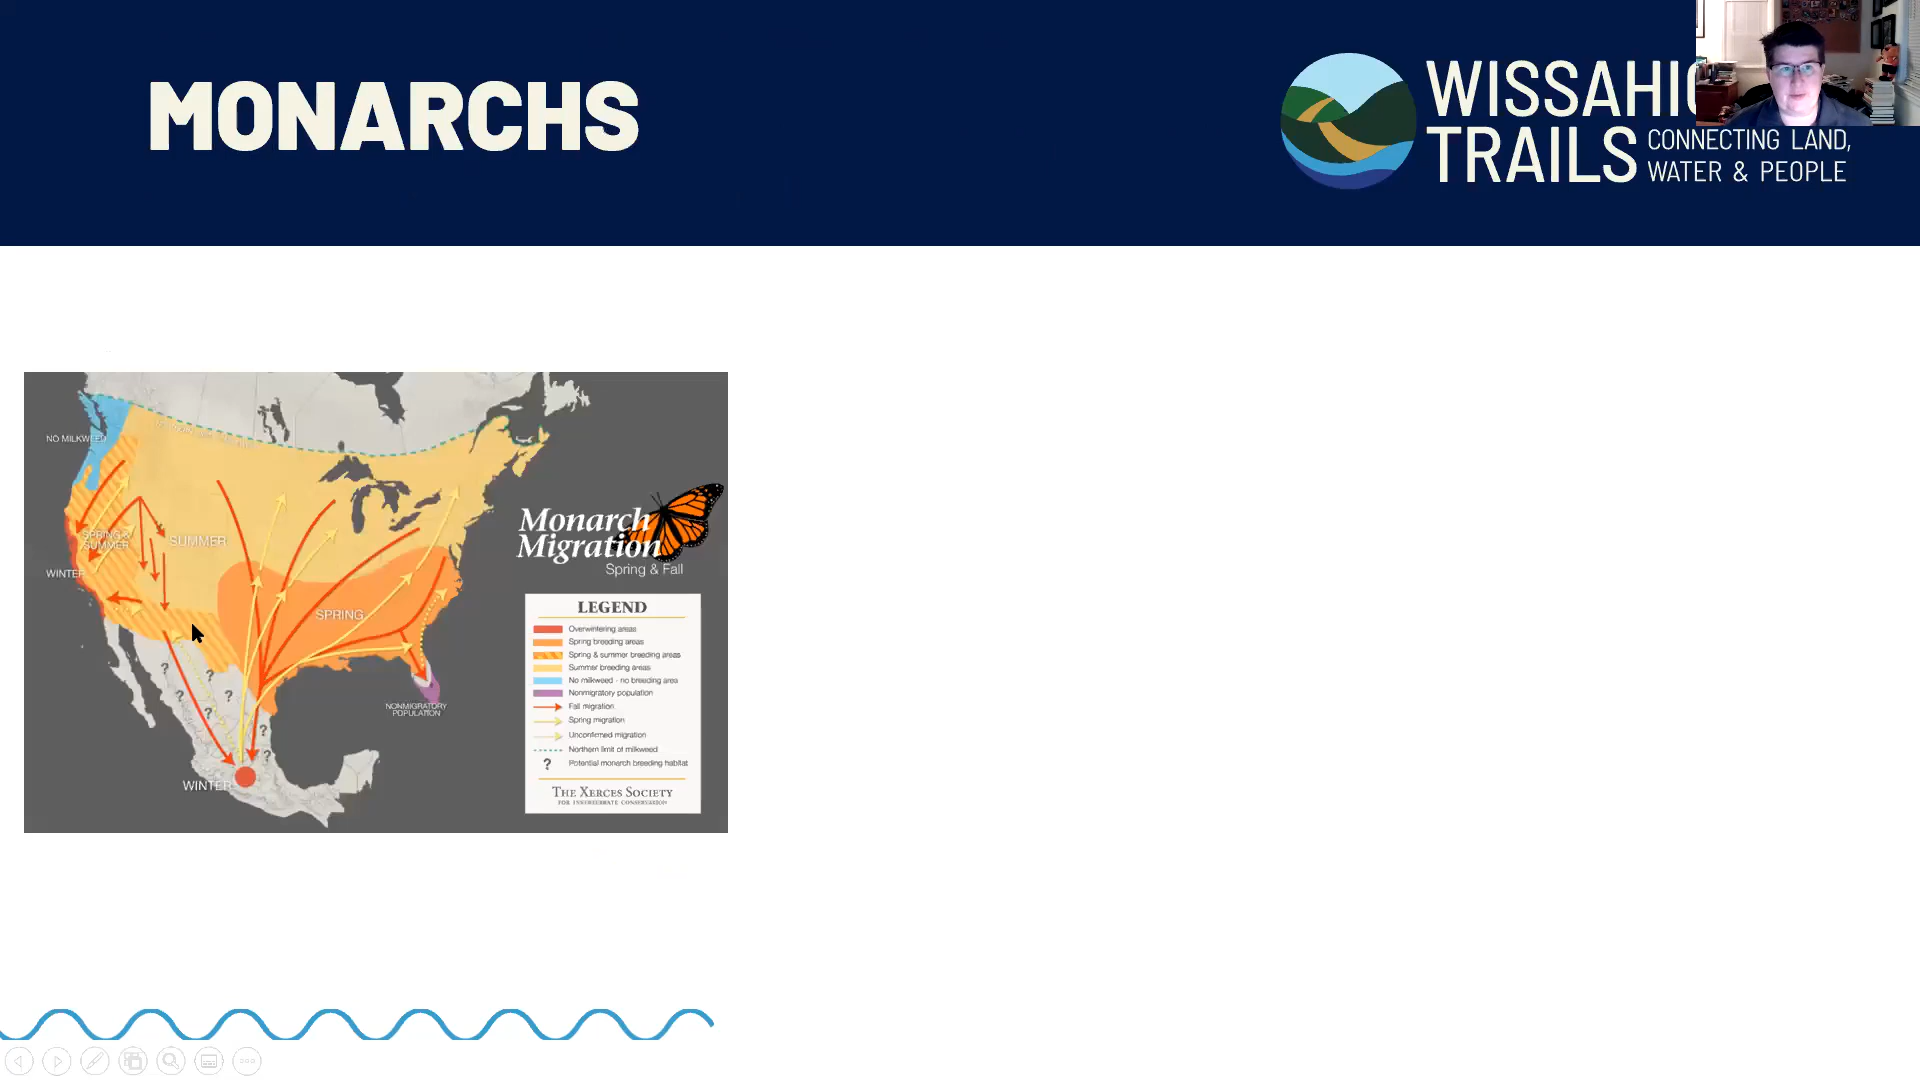 MONARCHS
WISSAHIC
TRAILS CONNECTING LAND,
WATER & PEOPLE
NO MILKWEED
SPRING &
SUMMER
SUMMER
WINTER
SPRING
NONMIGRATORY
POPULATION
WINTER
Monarch
Migration
Spring & Fall
LEGEND
Overwintering areas
Spring breeding areas
Spring & summer breeding areas
Summer breeding areas
No milkweed - no breeding area
Nonmigratory population
Fall migration
Spring migration
Unconfirmed migration
Northern limit of milkweed
? Potential monarch breeding habitat
THE XERCES SOCIETY
FOR INVERTEBRATE CONSERVATION
? ? ? ? ? ? ?